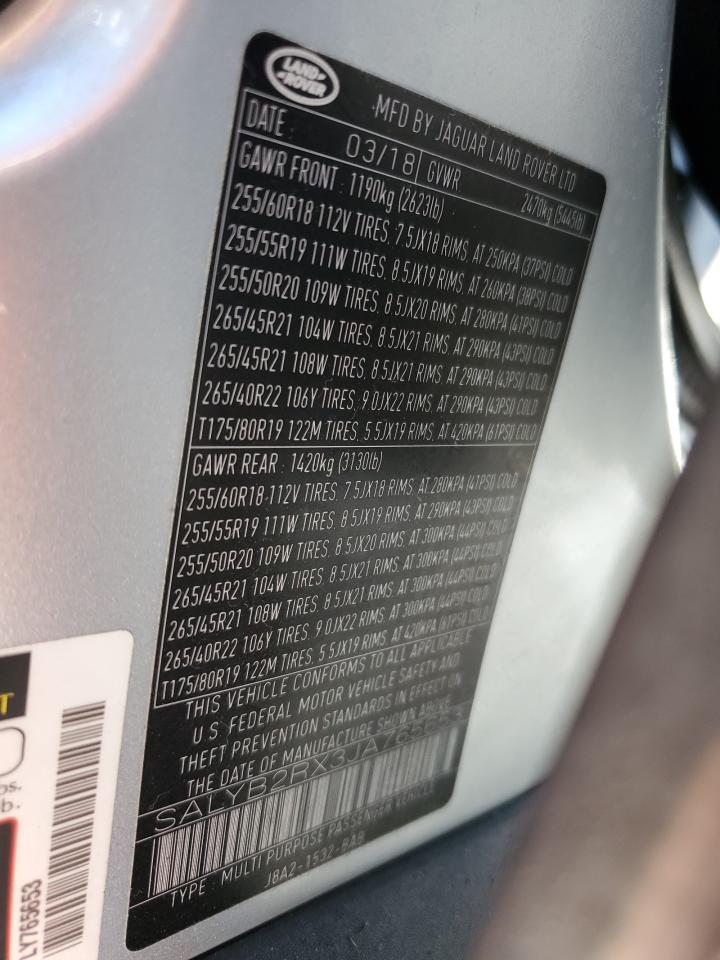 LAND
ROVER
MFD BY JAGUAR LAND ROVER LTD
DATE : 03/18 GVWR 2470kg (5445lb)
GAWR FRONT : 1190kg (2623lb)
255/60R18 112V TIRES, 7.5JX18 RIMS, AT 250KPA (37PSI) COLD
255/55R19 111W TIRES, 8.5JX19 RIMS, AT 260KPA (38PSI) COLD
255/50R20 109W TIRES, 8.5JX20 RIMS, AT 280KPA (41PSI) COLD
265/45R21 104W TIRES, 8.5JX21 RIMS, AT 290KPA (43PSI) COLD
265/45R21 108W TIRES, 8.5JX21 RIMS, AT 290KPA (43PSI) COLD
265/40R22 106Y TIRES, 9.0JX22 RIMS, AT 290KPA (43PSI) COLD
T175/80R19 122M TIRES, 5.5JX19 RIMS, AT 420KPA (61PSI) COLD
GAWR REAR : 1420kg (3130lb)
255/60R18 112V TIRES, 7.5JX18 RIMS, AT 280KPA (41PSI) COLD
255/55R19 111W TIRES, 8.5JX19 RIMS, AT 290KPA (43PSI) COLD
255/50R20 109W TIRES, 8.5JX20 RIMS, AT 300KPA (44PSI) COLD
265/45R21 104W TIRES, 8.5JX21 RIMS, AT 300KPA (44PSI) COLD
265/45R21 108W TIRES, 8.5JX21 RIMS, AT 300KPA (44PSI) COLD
265/40R22 106Y TIRES, 9.0JX22 RIMS, AT 300KPA (44PSI) COLD
T175/80R19 122M TIRES, 5.5JX19 RIMS, AT 420KPA (61PSI) COLD
THIS VEHICLE CONFORMS TO ALL APPLICABLE
U.S. FEDERAL MOTOR VEHICLE SAFETY AND
THEFT PREVENTION STANDARDS IN EFFECT ON
THE DATE OF MANUFACTURE SHOWN ABOVE
SALYB2RX3JA765653
TYPE : MULTI PURPOSE PASSENGER VEHICLE
J8A2-1532-BAB
bs.
b.
LY765653